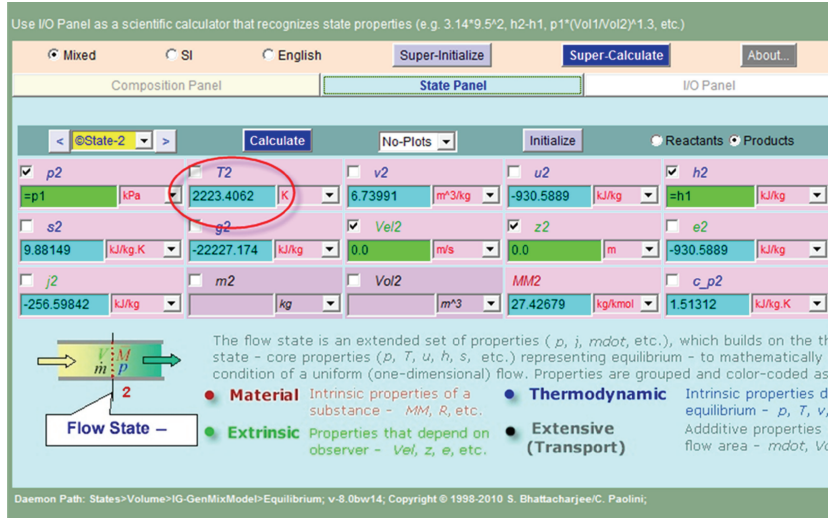 Use I/O Panel as a scientific calculator that recognizes state properties (e.g. 3.14*9.5^2, h2-h1, p1*(Vol1/Vol2)^1.3, etc.)
Mixed SI English Super-Initialize Super-Calculate About...
Composition Panel State Panel I/O Panel
< ©State-2 > Calculate No-Plots Initialize Reactants Products
p2 T2 v2 u2 h2
=p1 kPa 2223.4062 K 6.73991 m^3/kg -930.5889 kJ/kg =h1 kJ/kg
s2 g2 Vel2 z2 e2
9.88149 kJ/kg.K -22227.174 kJ/kg 0.0 m/s 0.0 m -930.5889 kJ/kg
j2 m2 Vol2 MM2 c_p2
-256.59842 kJ/kg kg m^3 27.42679 kg/kmol 1.51312 kJ/kg.K
The flow state is an extended set of properties ( p, j, mdot, etc.), which builds on the th
state - core properties (p, T, u, h, s, etc.) representing equilibrium - to mathematically
condition of a uniform (one-dimensional) flow. Properties are grouped and color-coded as
V M
ṁ p
2
Flow State –
Material Intrinsic properties of a
substance - MM, R, etc.
Extrinsic Properties that depend on
observer - Vel, z, e, etc.
Thermodynamic Intrinsic properties d
equilibrium - p, T, v,
Extensive Addditive properties
(Transport) flow area - mdot, Vo
Daemon Path: States>Volume>IG-GenMixModel>Equilibrium; v-8.0bw14; Copyright © 1998-2010 S. Bhattacharjee/C. Paolini;